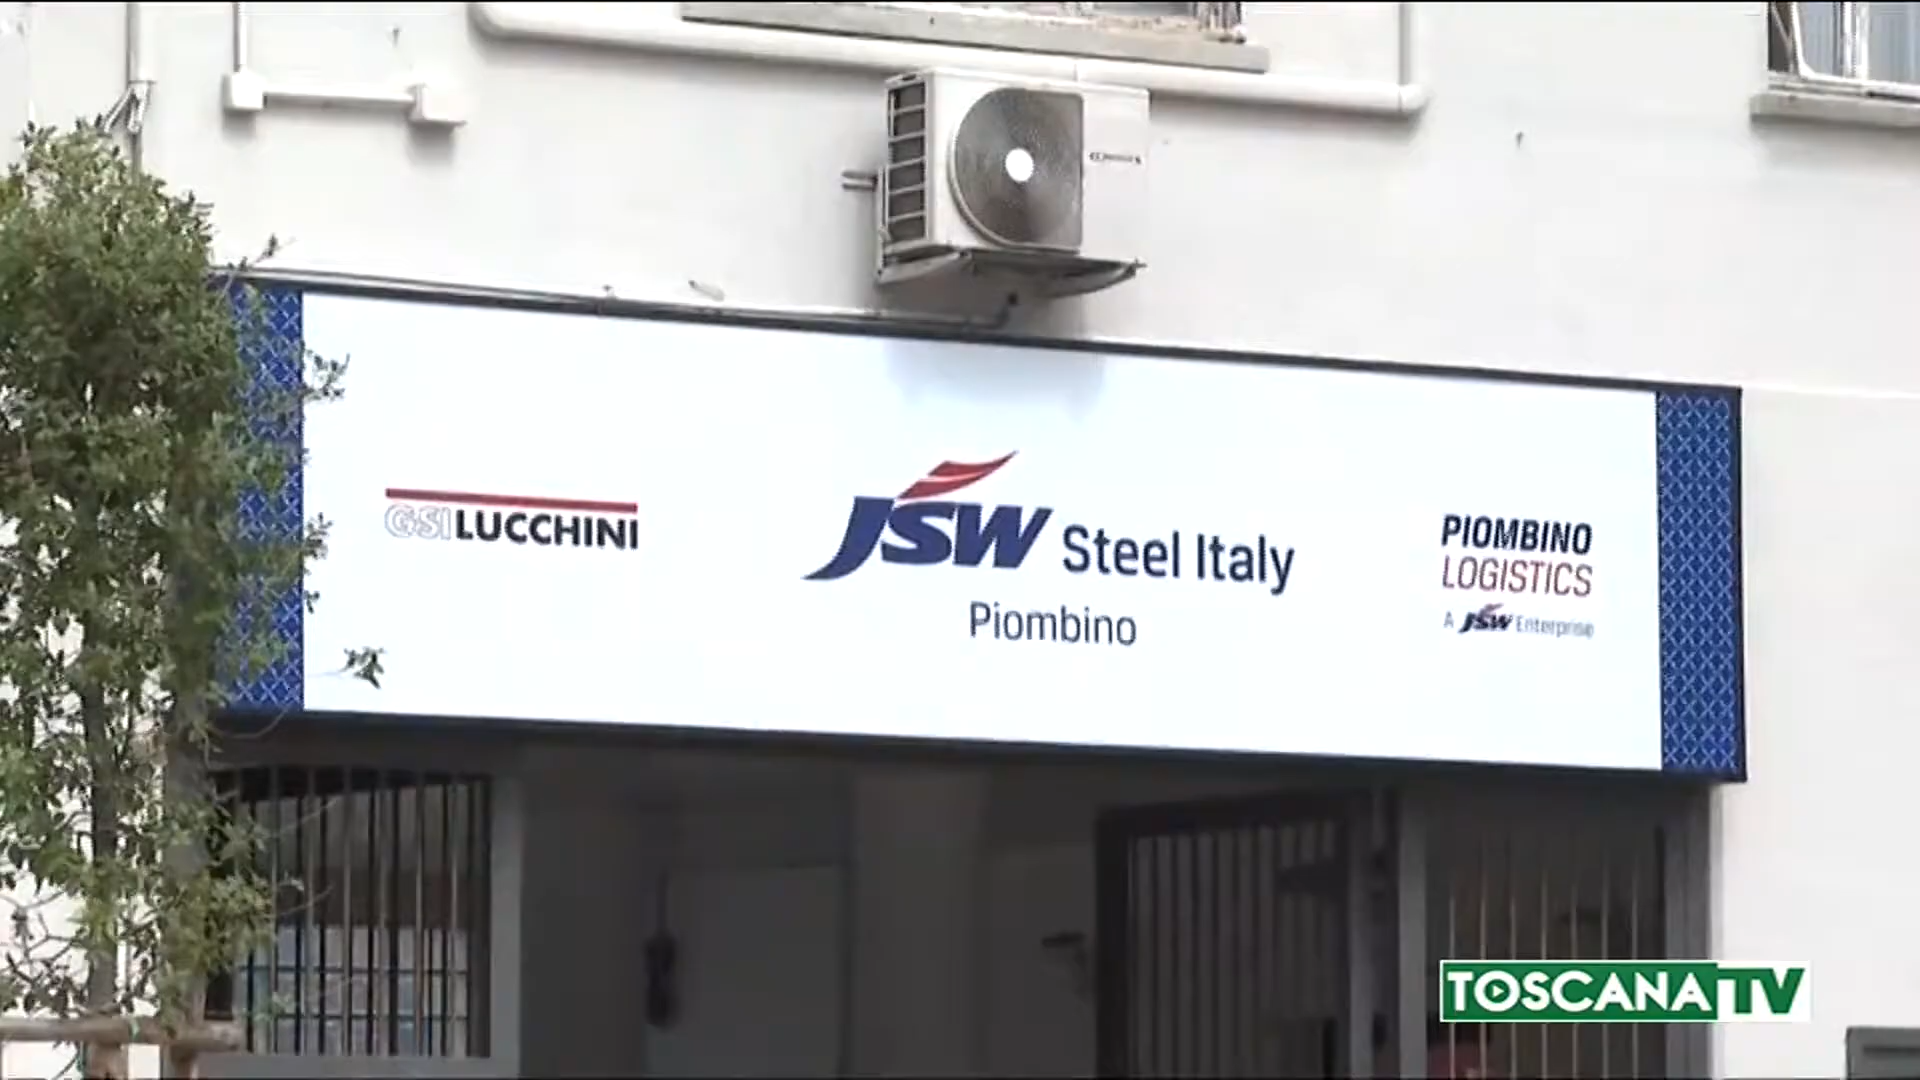 GSI LUCCHINI
JSW Steel Italy
Piombino
PIOMBINO
LOGISTICS
A JSW Enterprise
TOSCANA TV